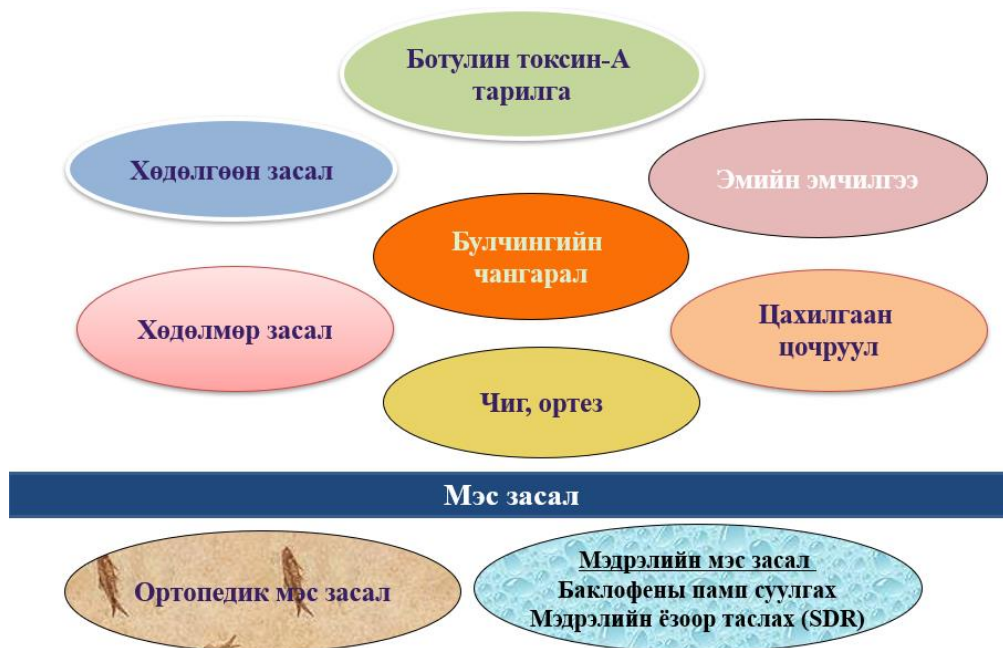 Ботулин токсин-А
тарилга
Хөдөлгөөн засал
Эмийн эмчилгээ
Булчингийн
чангарал
Хөдөлмөр засал
Цахилгаан
цочруул
Чиг, ортез
Мэс засал
Ортопедик мэс засал
Мэдрэлийн мэс засал
Баклофены памп суулгах
Мэдрэлийн ёзоор таслах (SDR)